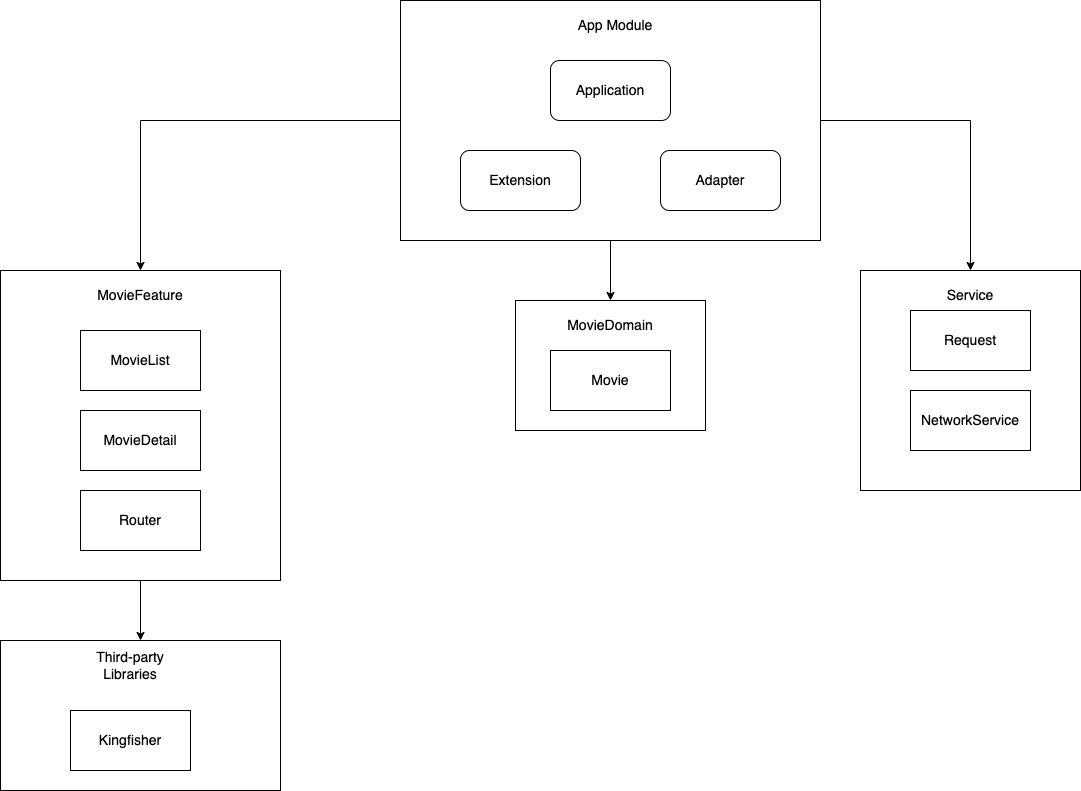 App Module
Application
Extension
Adapter
MovieFeature
MovieList
MovieDetail
Router
MovieDomain
Movie
Service
Request
NetworkService
Third-party
Libraries
Kingfisher